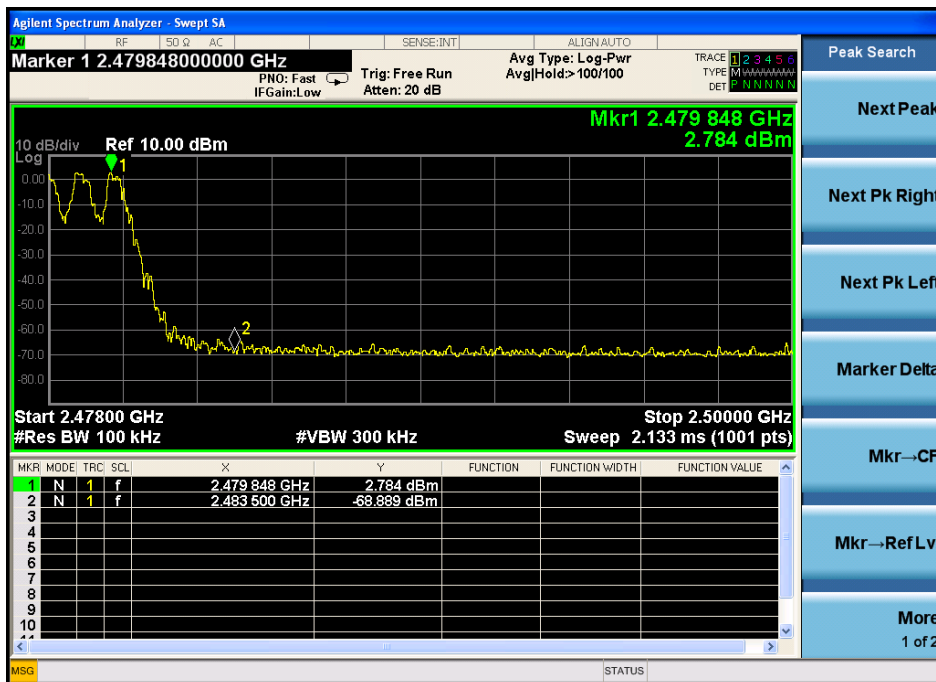 Agilent Spectrum Analyzer - Swept SA
LXI RF 50 Ω AC SENSE:INT ALIGN AUTO
Marker 1 2.479848000000 GHz
PNO: Fast
IFGain:Low
Trig: Free Run
Atten: 20 dB
Avg Type: Log-Pwr
Avg|Hold:> 100/100
TRACE 1 2 3 4 5 6
TYPE M
DET P N N N N N
Mkr1 2.479 848 GHz
2.784 dBm
10 dB/div Ref 10.00 dBm
Log
1
0.00
-10.0
-20.0
-30.0
-40.0
-50.0
-60.0
2
-70.0
-80.0
Start 2.47800 GHz Stop 2.50000 GHz
#Res BW 100 kHz #VBW 300 kHz Sweep 2.133 ms (1001 pts)
MKR MODE TRC SCL X Y FUNCTION FUNCTION WIDTH FUNCTION VALUE
1 N 1 f 2.479 848 GHz 2.784 dBm
2 N 1 f 2.483 500 GHz -68.889 dBm
3
4
5
6
7
8
9
10
11
MSG STATUS
Peak Search
Next Peak
Next Pk Right
Next Pk Left
Marker Delta
Mkr→CF
Mkr→Ref Lv
More
1 of 2